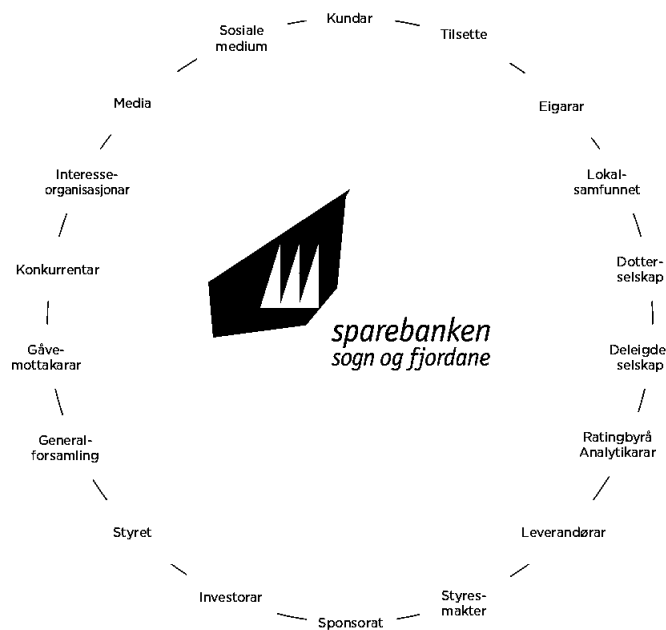 Kundar
Tilsette
Eigarar
Lokal-
samfunnet
Dotter-
selskap
Deleigde
selskap
Ratingbyrå
Analytikarar
Leverandørar
Styres-
makter
Sponsorat
Investorar
Styret
General-
forsamling
Gåve-
mottakarar
Konkurrentar
Interesse-
organisasjonar
Media
Sosiale
medium
sparebanken
sogn og fjordane